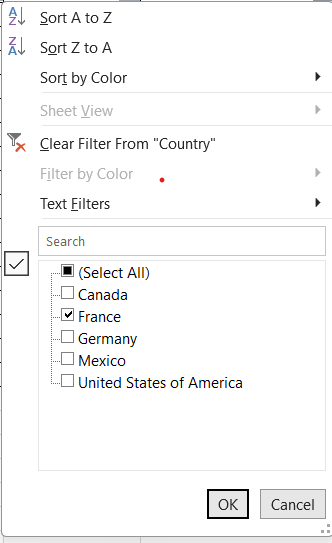 Sort A to Z
Sort Z to A
Sort by Color
Sheet View
Clear Filter From "Country"
Filter by Color
Text Filters
Search
(Select All)
Canada
France
Germany
Mexico
United States of America
OK Cancel